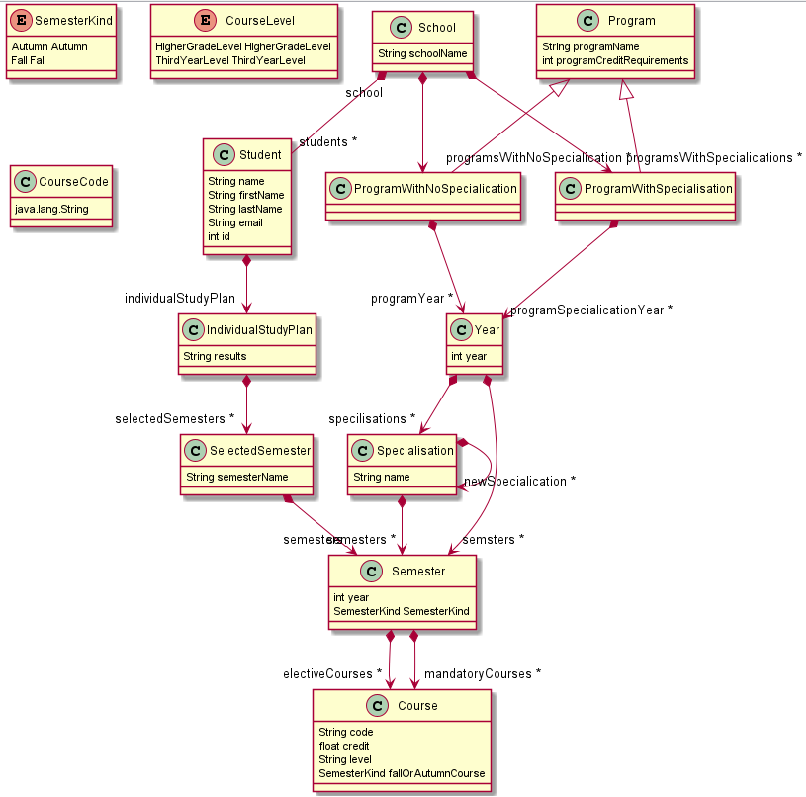 E SemesterKind
Autumn Autumn
Fall Fal
E CourseLevel
HigherGradeLevel HigherGradeLevel
ThirdYearLevel ThirdYearLevel
C School
String schoolName
C Program
String programName
int programCreditRequirements
school
students *
programsWithNoSpecialication *
programsWithSpecialications *
C CourseCode
java.lang.String
C Student
String name
String firstName
String lastName
String email
int id
C ProgramWithNoSpecialication
C ProgramWithSpecialisation
individualStudyPlan
programYear *
programSpecialicationYear *
C IndividualStudyPlan
String results
C Year
int year
selectedSemesters *
specilisations *
C SelectedSemester
String semesterName
C Specialisation
String name
newSpecialication *
semesters
semesters *
semsters *
C Semester
int year
SemesterKind SemesterKind
electiveCourses *
mandatoryCourses *
C Course
String code
float credit
String level
SemesterKind fallOrAutumnCourse